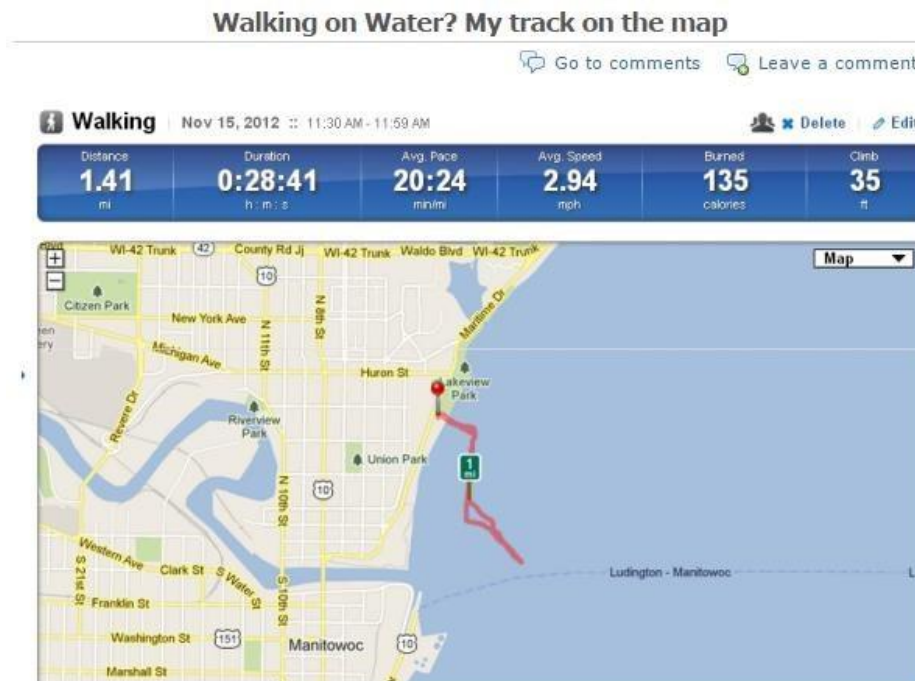 Walking on Water? My track on the map
Go to comments Leave a comment
Walking Nov 15, 2012 :: 11:30 AM - 11:59 AM Delete Edit
Distance Duration Avg. Pace Avg. Speed Burned Climb
1.41 0:28:41 20:24 2.94 135 35
mi h : m : s min/mi mph calories ft
Blvd WI-42 Trunk 42 County Rd Jj WI-42 Trunk Waldo Blvd WI-42 Trunk
+
Map
10
−
Citizen Park
Maritime Dr
New York Ave
N 11th St
N 8th St
Michigan Ave
Huron St
Lakeview
Park
Revere Dr
Riverview
Park
Union Park
1
mi
10
N 10th St
Western Ave
Clark St
S Water St
Ludington - Manitowoc
L
S 21st St
Franklin St
S 10th St
Washington St
151
Manitowoc
10
Marshall St